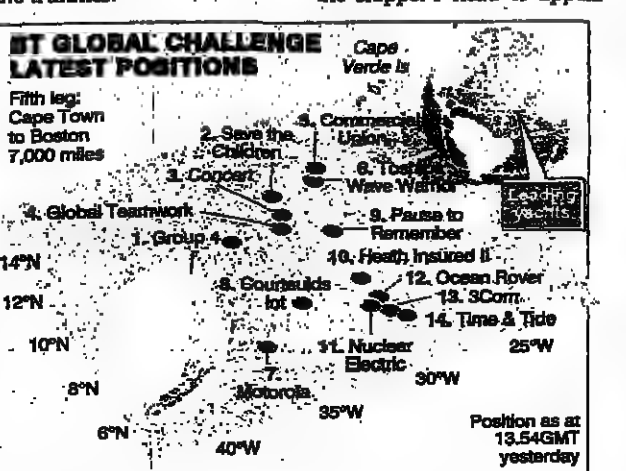 BT GLOBAL CHALLENGE
LATEST POSITIONS
Fifth leg:
Cape Town
to Boston
7,000 miles
Cape
Verde Is
5. Commercial
Union
2. Save the
Children
3. Concert
6. Toshiba
Wave Warrior
4. Global Teamwork
9. Pause to
Remember
1. Group 4
10. Heath Insured II
14°N
8. Courtaulds
Int
12. Ocean Rover
12°N
13. 3Com
14. Time & Tide
10°N
11. Nuclear
Electric
25°W
7.
Motorola
30°W
8°N
35°W
6°N
40°W
Position as at
13.54GMT
yesterday